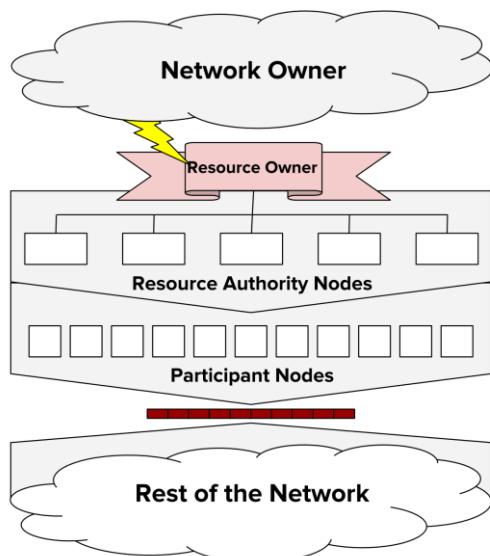 Network Owner
Resource Owner
Resource Authority Nodes
Participant Nodes
Rest of the Network